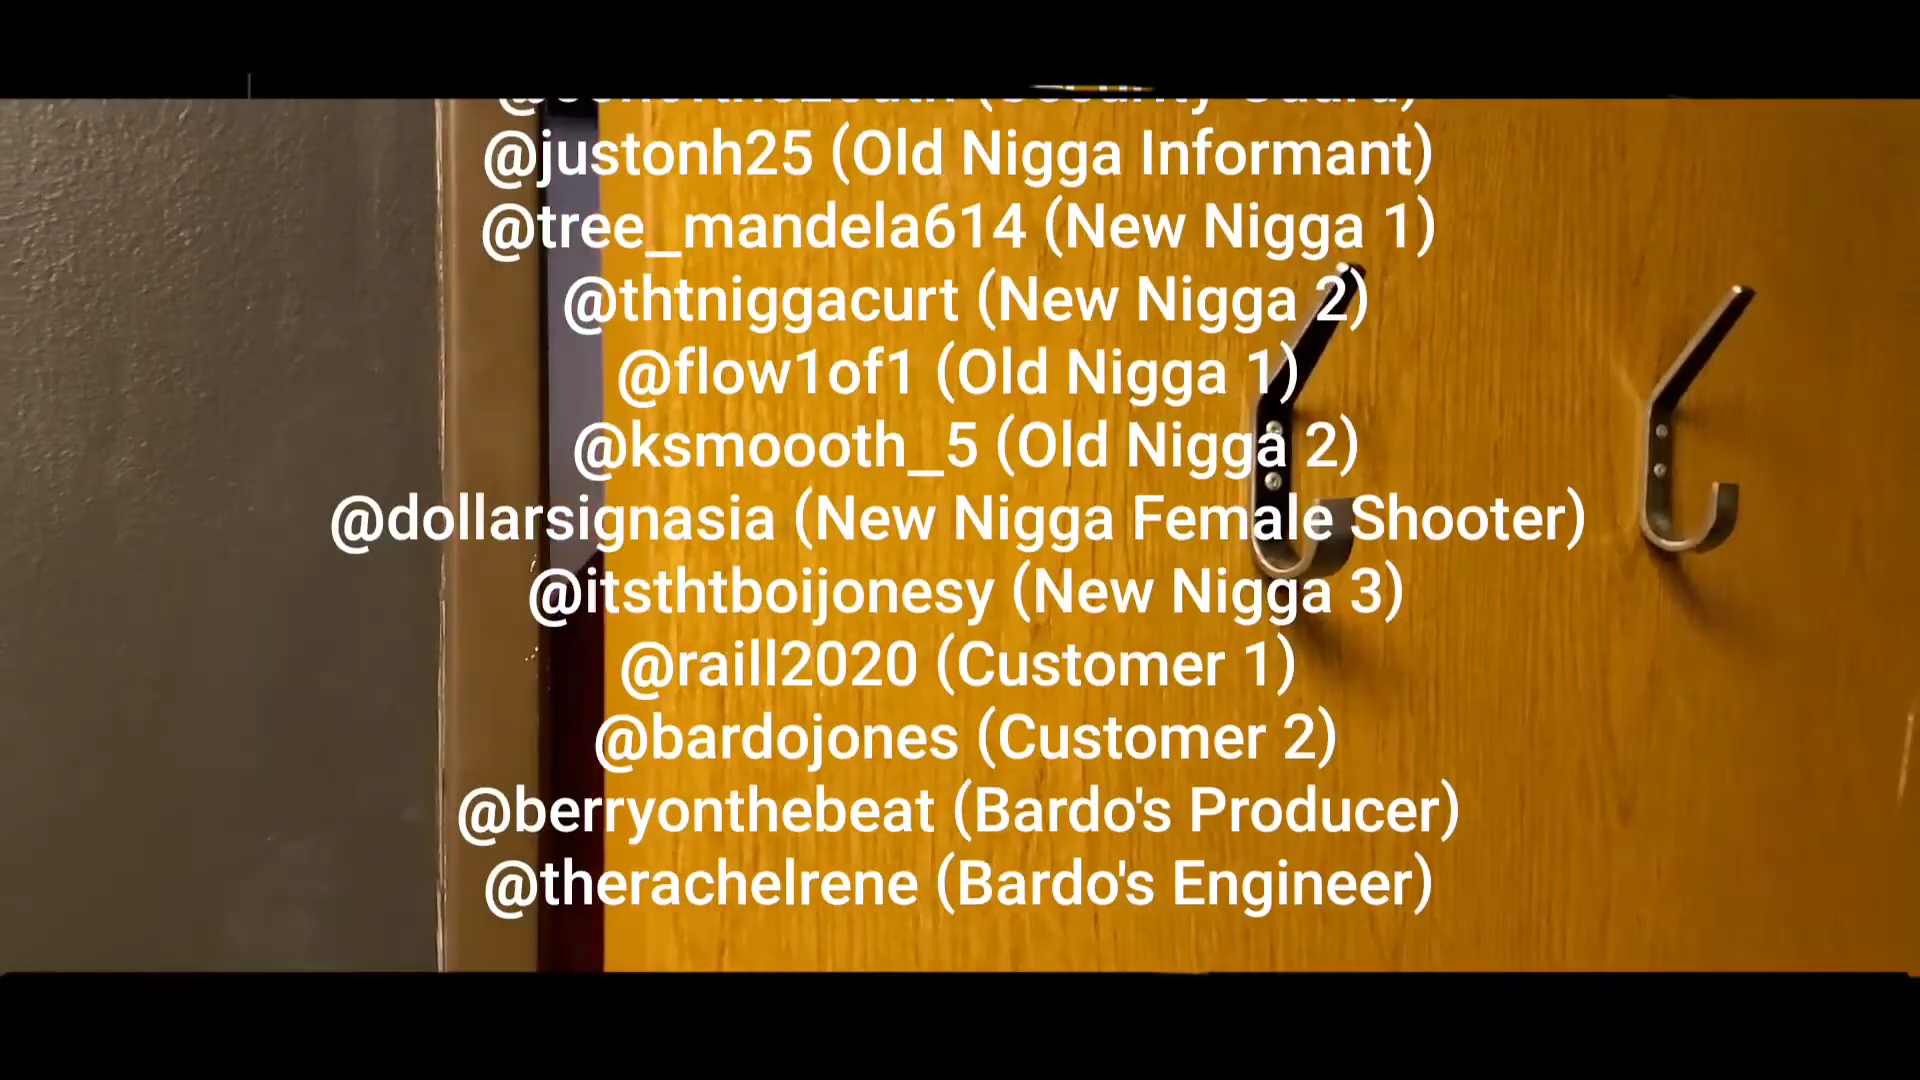 @justonh25 (Old Nigga Informant)
@tree_mandela614 (New Nigga 1)
@thtniggacurt (New Nigga 2)
@flow1of1 (Old Nigga 1)
@ksmoooth_5 (Old Nigga 2)
@dollarsignasia (New Nigga Female Shooter)
@itsthtboijonesy (New Nigga 3)
@raill2020 (Customer 1)
@bardojones (Customer 2)
@berryonthebeat (Bardo's Producer)
@therachelrene (Bardo's Engineer)